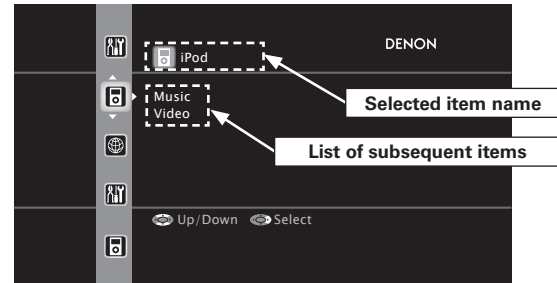 iPod
DENON
Music
Video
Selected item name
List of subsequent items
Up/Down Select